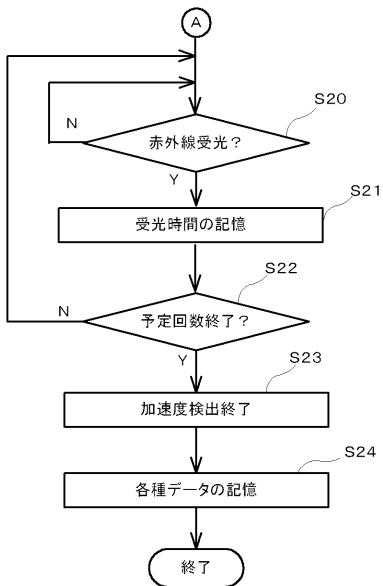 A
S20
N
赤外線受光？
Y
S21
受光時間の記憶
S22
N
予定回数終了？
Y
S23
加速度検出終了
S24
各種データの記憶
終了